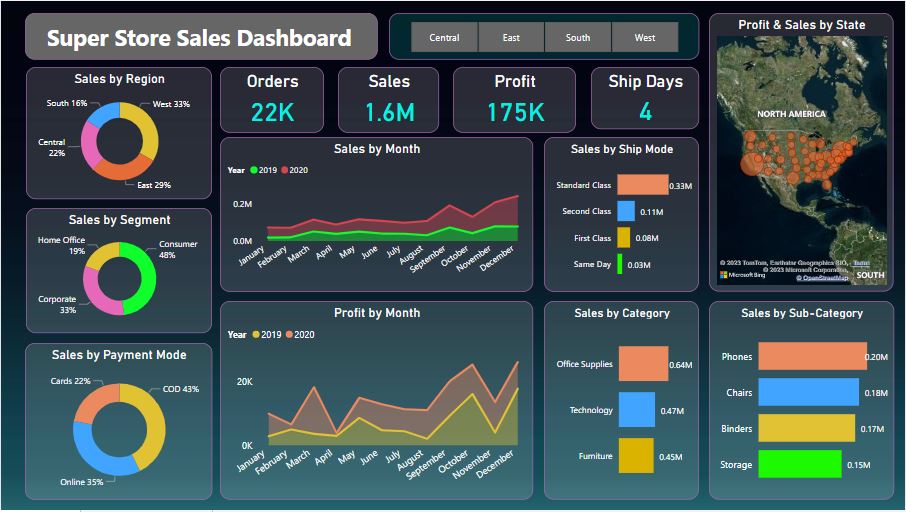 Super Store Sales Dashboard
Central East South West
Profit & Sales by State
NORTH AMERICA
© 2023 TomTom, Earthstar Geographics SIO, Terms
© 2023 Microsoft Corporation,
© OpenStreetMap
Microsoft Bing
SOUTH
Sales by Region
South 16%
West 33%
Central
22%
East 29%
Orders
22K
Sales
1.6M
Profit
175K
Ship Days
4
Sales by Month
Year 2019 2020
0.2M
0.0M
January
February
March
April
May
June
July
August
September
October
November
December
Sales by Ship Mode
Standard Class 0.33M
Second Class 0.11M
First Class 0.08M
Same Day 0.03M
Sales by Segment
Home Office
19%
Consumer
48%
Corporate
33%
Sales by Payment Mode
Cards 22%
COD 43%
Online 35%
Profit by Month
Year 2019 2020
20K
0K
January
February
March
April
May
June
July
August
September
October
November
December
Sales by Category
Office Supplies 0.64M
Technology 0.47M
Furniture 0.45M
Sales by Sub-Category
Phones 0.20M
Chairs 0.18M
Binders 0.17M
Storage 0.15M